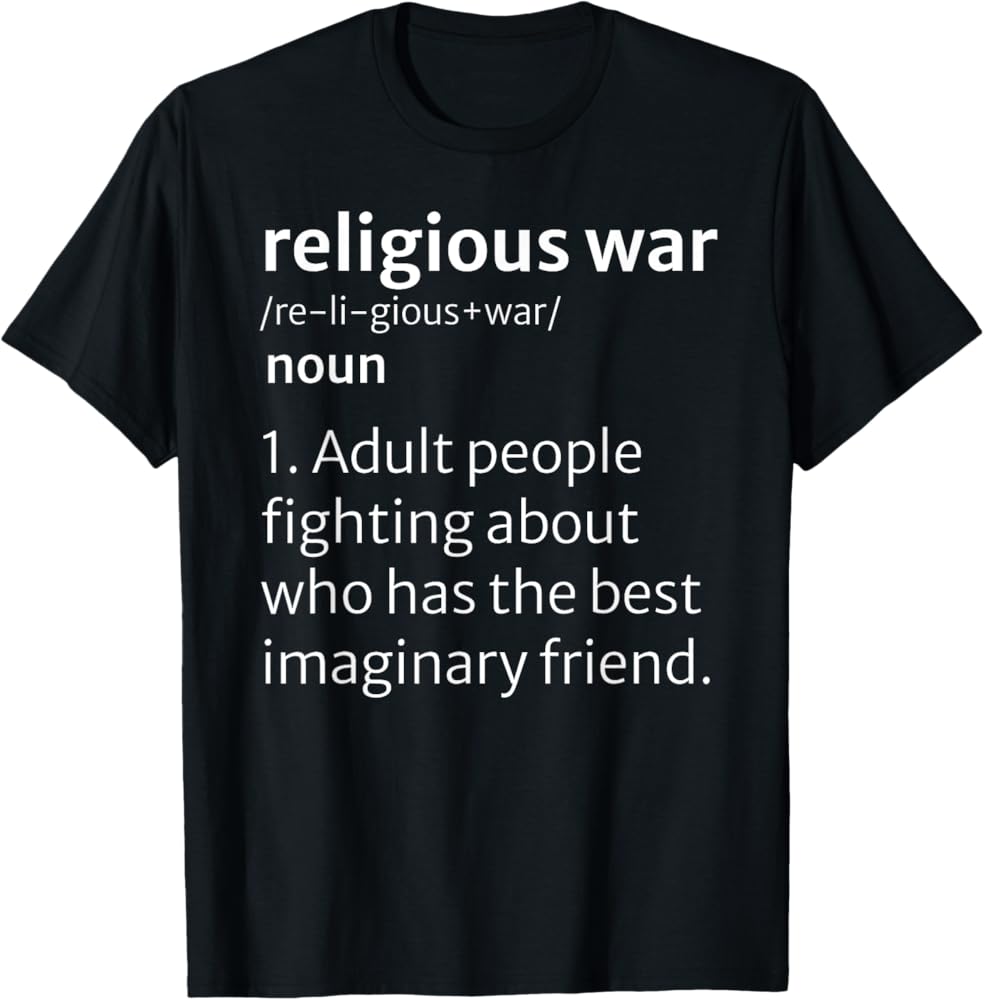 religious war
/re-li-gious+war/
noun
1. Adult people
fighting about
who has the best
imaginary friend.